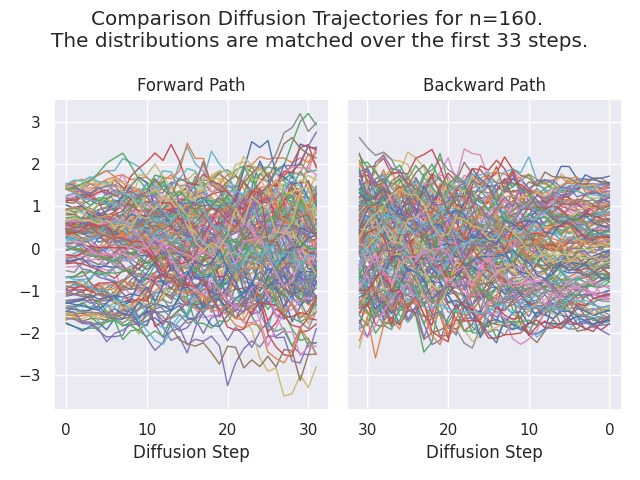 Comparison Diffusion Trajectories for n=160.
The distributions are matched over the first 33 steps.
Forward Path
Backward Path
3
2
1
0
−1
−2
−3
0 10 20 30
30 20 10 0
Diffusion Step
Diffusion Step